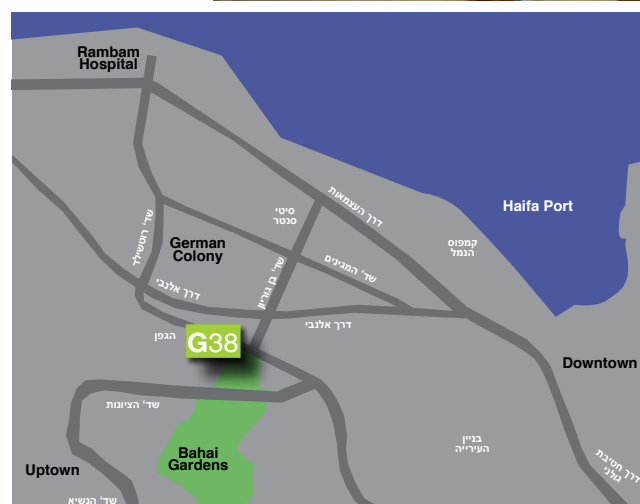 Rambam
Hospital
דרך העצמאות
סיטי
סנטר
Haifa Port
שד' רוטשילד
German
Colony
קמפוס
הנמל
שד' המגינים
שד' בן גוריון
דרך אלנבי
דרך אלנבי
הגפן
G38
Downtown
שד' הציונות
בניין
העירייה
Bahai
Gardens
דרך חטיבת
גולני
Uptown
שד' הנשיא